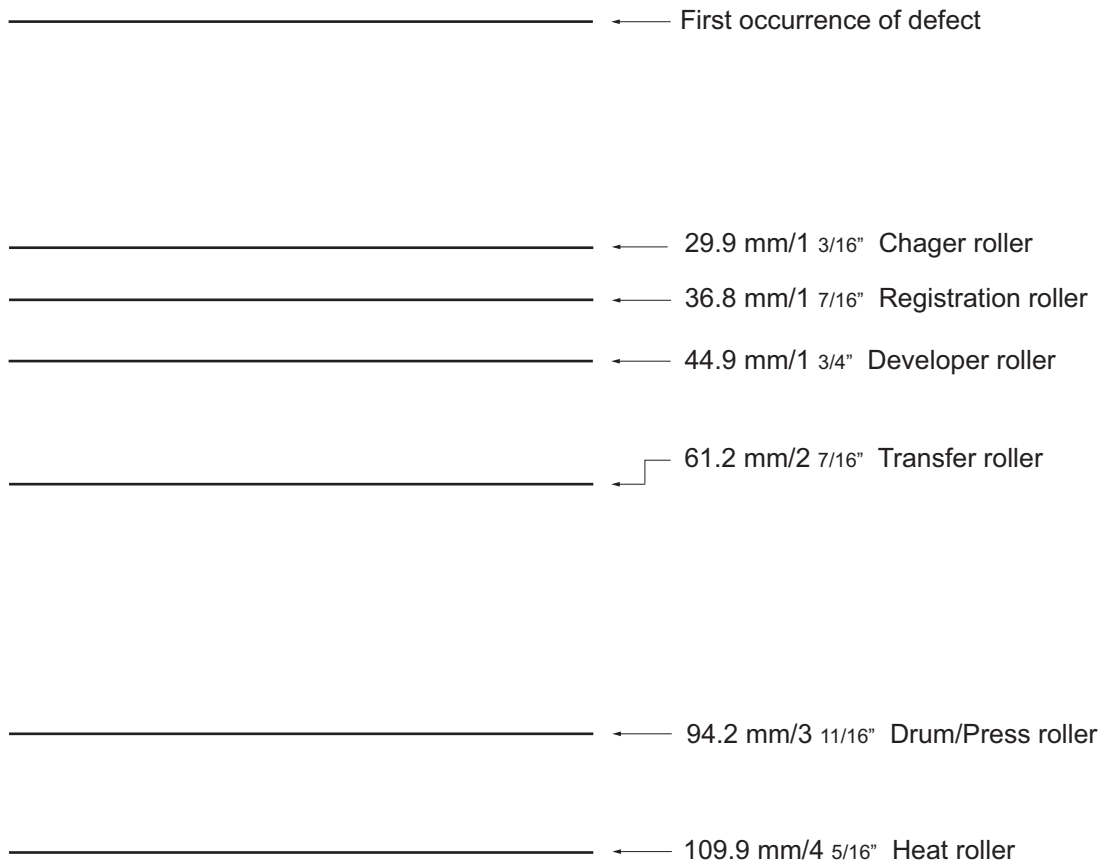 First occurrence of defect
29.9 mm/1 3/16” Chager roller
36.8 mm/1 7/16” Registration roller
44.9 mm/1 3/4” Developer roller
61.2 mm/2 7/16” Transfer roller
94.2 mm/3 11/16” Drum/Press roller
109.9 mm/4 5/16” Heat roller